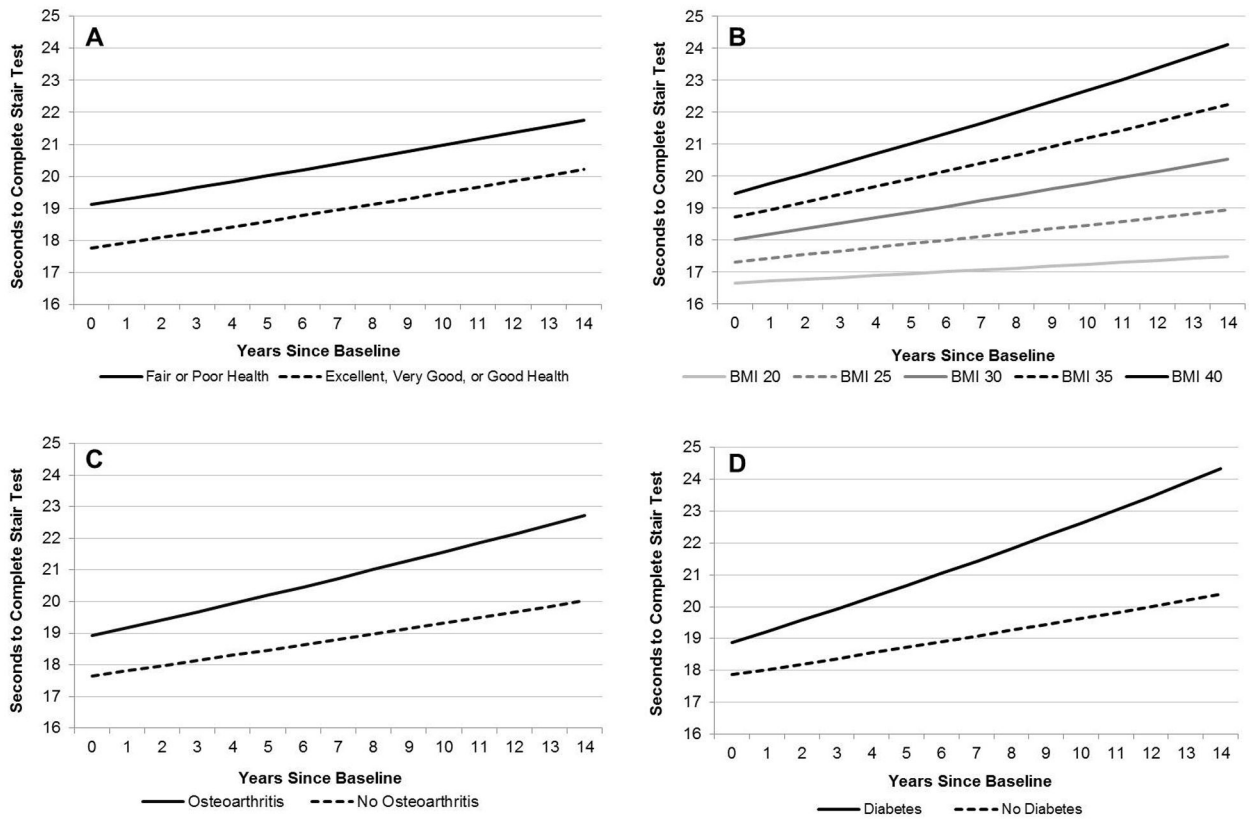 A
Seconds to Complete Stair Test
25
24
23
22
21
20
19
18
17
16
0 1 2 3 4 5 6 7 8 9 10 11 12 13 14
Years Since Baseline
Fair or Poor Health Excellent, Very Good, or Good Health
B
Seconds to Complete Stair Test
25
24
23
22
21
20
19
18
17
16
0 1 2 3 4 5 6 7 8 9 10 11 12 13 14
Years Since Baseline
BMI 20 BMI 25 BMI 30 BMI 35 BMI 40
C
Seconds to Complete Stair Test
25
24
23
22
21
20
19
18
17
16
0 1 2 3 4 5 6 7 8 9 10 11 12 13 14
Years Since Baseline
Osteoarthritis No Osteoarthritis
D
Seconds to Complete Stair Test
25
24
23
22
21
20
19
18
17
16
0 1 2 3 4 5 6 7 8 9 10 11 12 13 14
Years Since Baseline
Diabetes No Diabetes